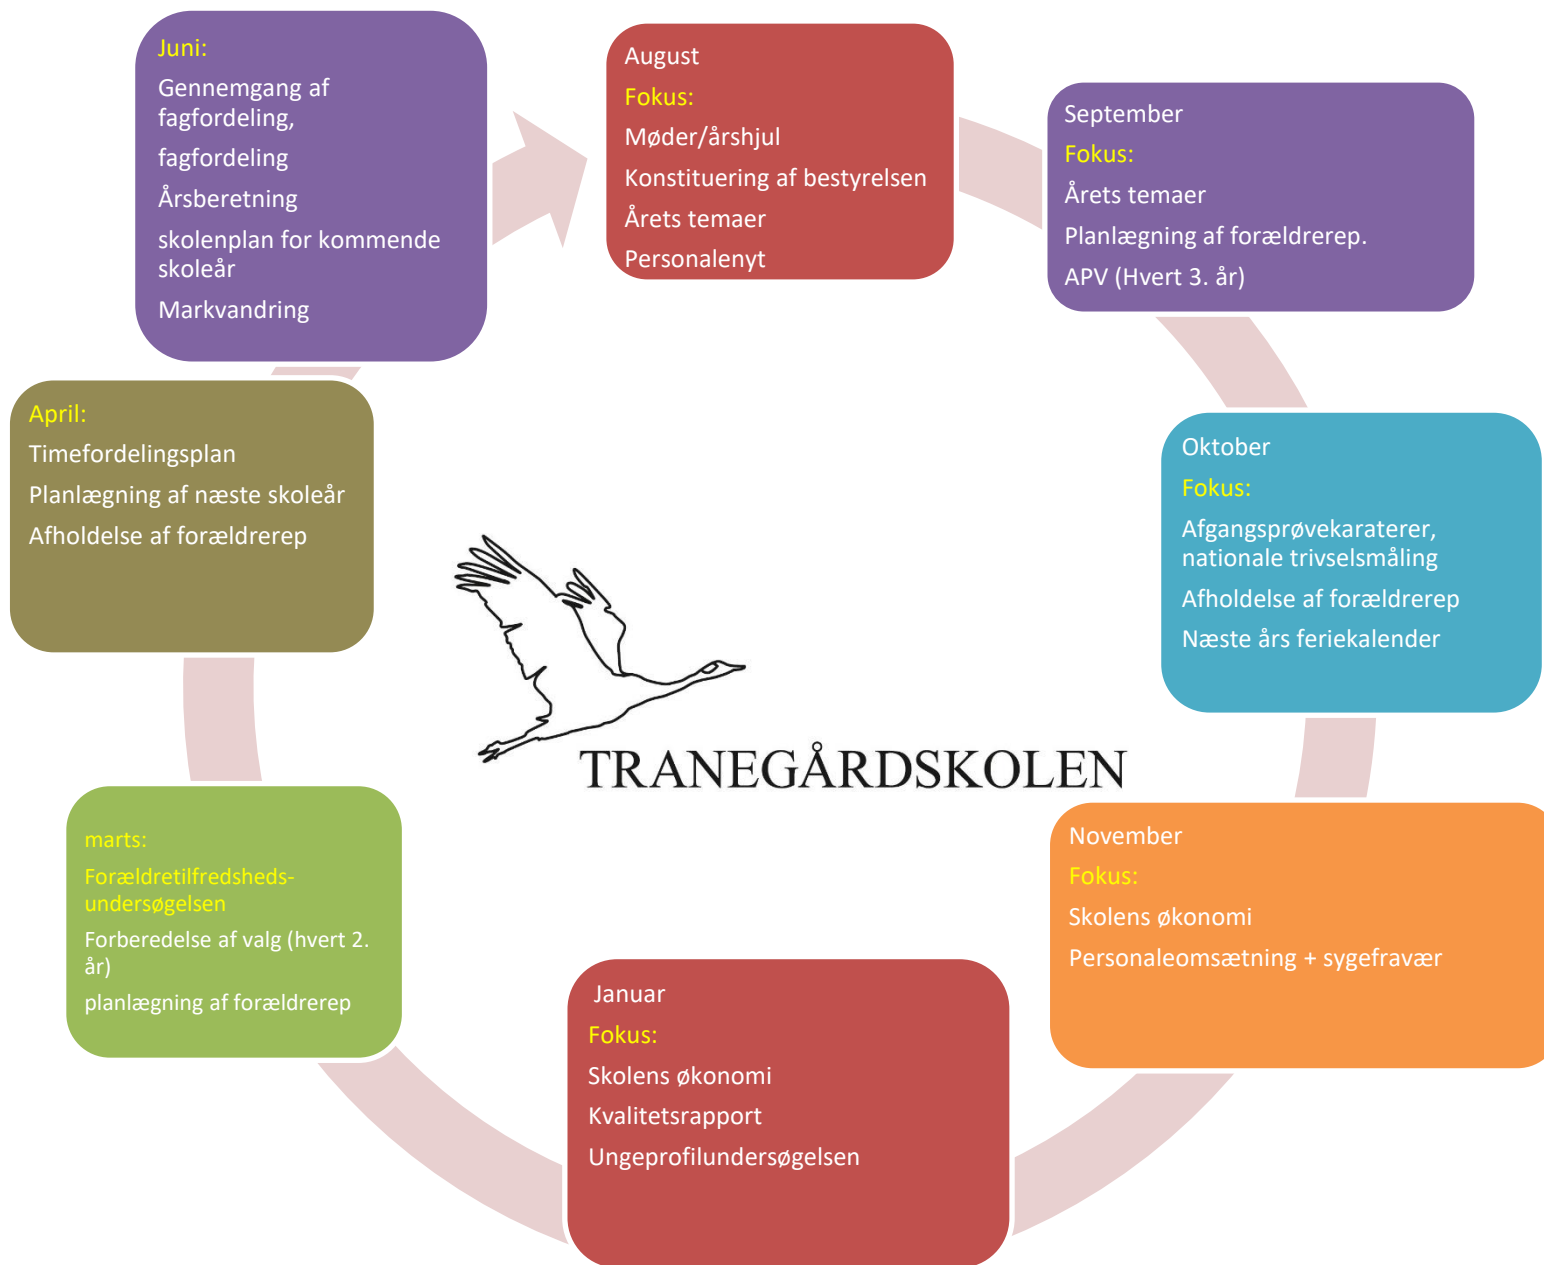 Juni:
Gennemgang af
fagfordeling,
fagfordeling
Årsberetning
skolenplan for kommende
skoleår
Markvandring
August
Fokus:
Møder/årshjul
Konstituering af bestyrelsen
Årets temaer
Personalenyt
September
Fokus:
Årets temaer
Planlægning af forældrerep.
APV (Hvert 3. år)
Oktober
Fokus:
Afgangsprøvekaraterer,
nationale trivselsmåling
Afholdelse af forældrerep
Næste års feriekalender
November
Fokus:
Skolens økonomi
Personaleomsætning + sygefravær
Januar
Fokus:
Skolens økonomi
Kvalitetsrapport
Ungeprofilundersøgelsen
marts:
Forældretilfredsheds-
undersøgelsen
Forberedelse af valg (hvert 2.
år)
planlægning af forældrerep
April:
Timefordelingsplan
Planlægning af næste skoleår
Afholdelse af forældrerep
TRANEGÅRDSKOLEN